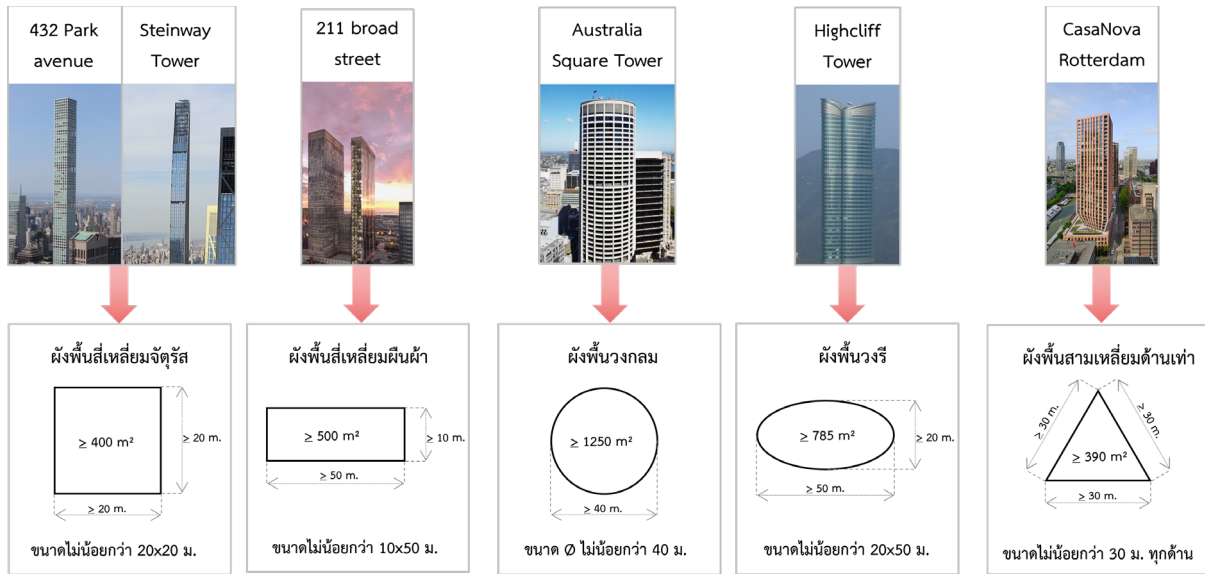 432 Park
avenue
Steinway
Tower
211 broad
street
Australia
Square Tower
Highcliff
Tower
CasaNova
Rotterdam
ผังพื้นสี่เหลี่ยมจัตุรัส
≥ 400 m²
≥ 20 m.
≥ 20 m.
ขนาดไม่น้อยกว่า 20x20 ม.
ผังพื้นสี่เหลี่ยมผืนผ้า
≥ 500 m²
≥ 10 m.
≥ 50 m.
ขนาดไม่น้อยกว่า 10x50 ม.
ผังพื้นวงกลม
≥ 1250 m²
≥ 40 m.
ขนาด Ø ไม่น้อยกว่า 40 ม.
ผังพื้นวงรี
≥ 785 m²
≥ 20 m.
≥ 50 m.
ขนาดไม่น้อยกว่า 20x50 ม.
ผังพื้นสามเหลี่ยมด้านเท่า
≥ 30 m.
≥ 30 m.
≥ 390 m²
≥ 30 m.
ขนาดไม่น้อยกว่า 30 ม. ทุกด้าน